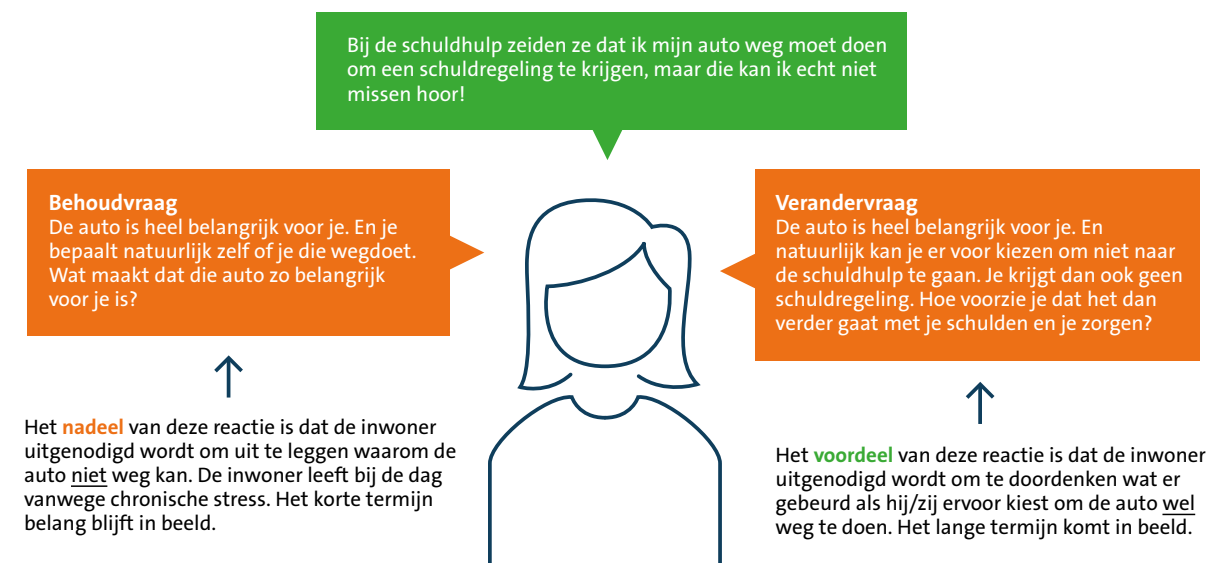 Bij de schuldhulp zeiden ze dat ik mijn auto weg moet doen
om een schuldregeling te krijgen, maar die kan ik echt niet
missen hoor!
Behoudvraag
De auto is heel belangrijk voor je. En je
bepaalt natuurlijk zelf of je die wegdoet.
Wat maakt dat die auto zo belangrijk
voor je is?
Verandervraag
De auto is heel belangrijk voor je. En
natuurlijk kan je er voor kiezen om niet naar
de schuldhulp te gaan. Je krijgt dan ook geen
schuldregeling. Hoe voorzie je dat het dan
verder gaat met je schulden en je zorgen?
Het nadeel van deze reactie is dat de inwoner
uitgenodigd wordt om uit te leggen waarom de
auto niet weg kan. De inwoner leeft bij de dag
vanwege chronische stress. Het korte termijn
belang blijft in beeld.
Het voordeel van deze reactie is dat de inwoner
uitgenodigd wordt om te doordenken wat er
gebeurd als hij/zij ervoor kiest om de auto wel
weg te doen. Het lange termijn komt in beeld.